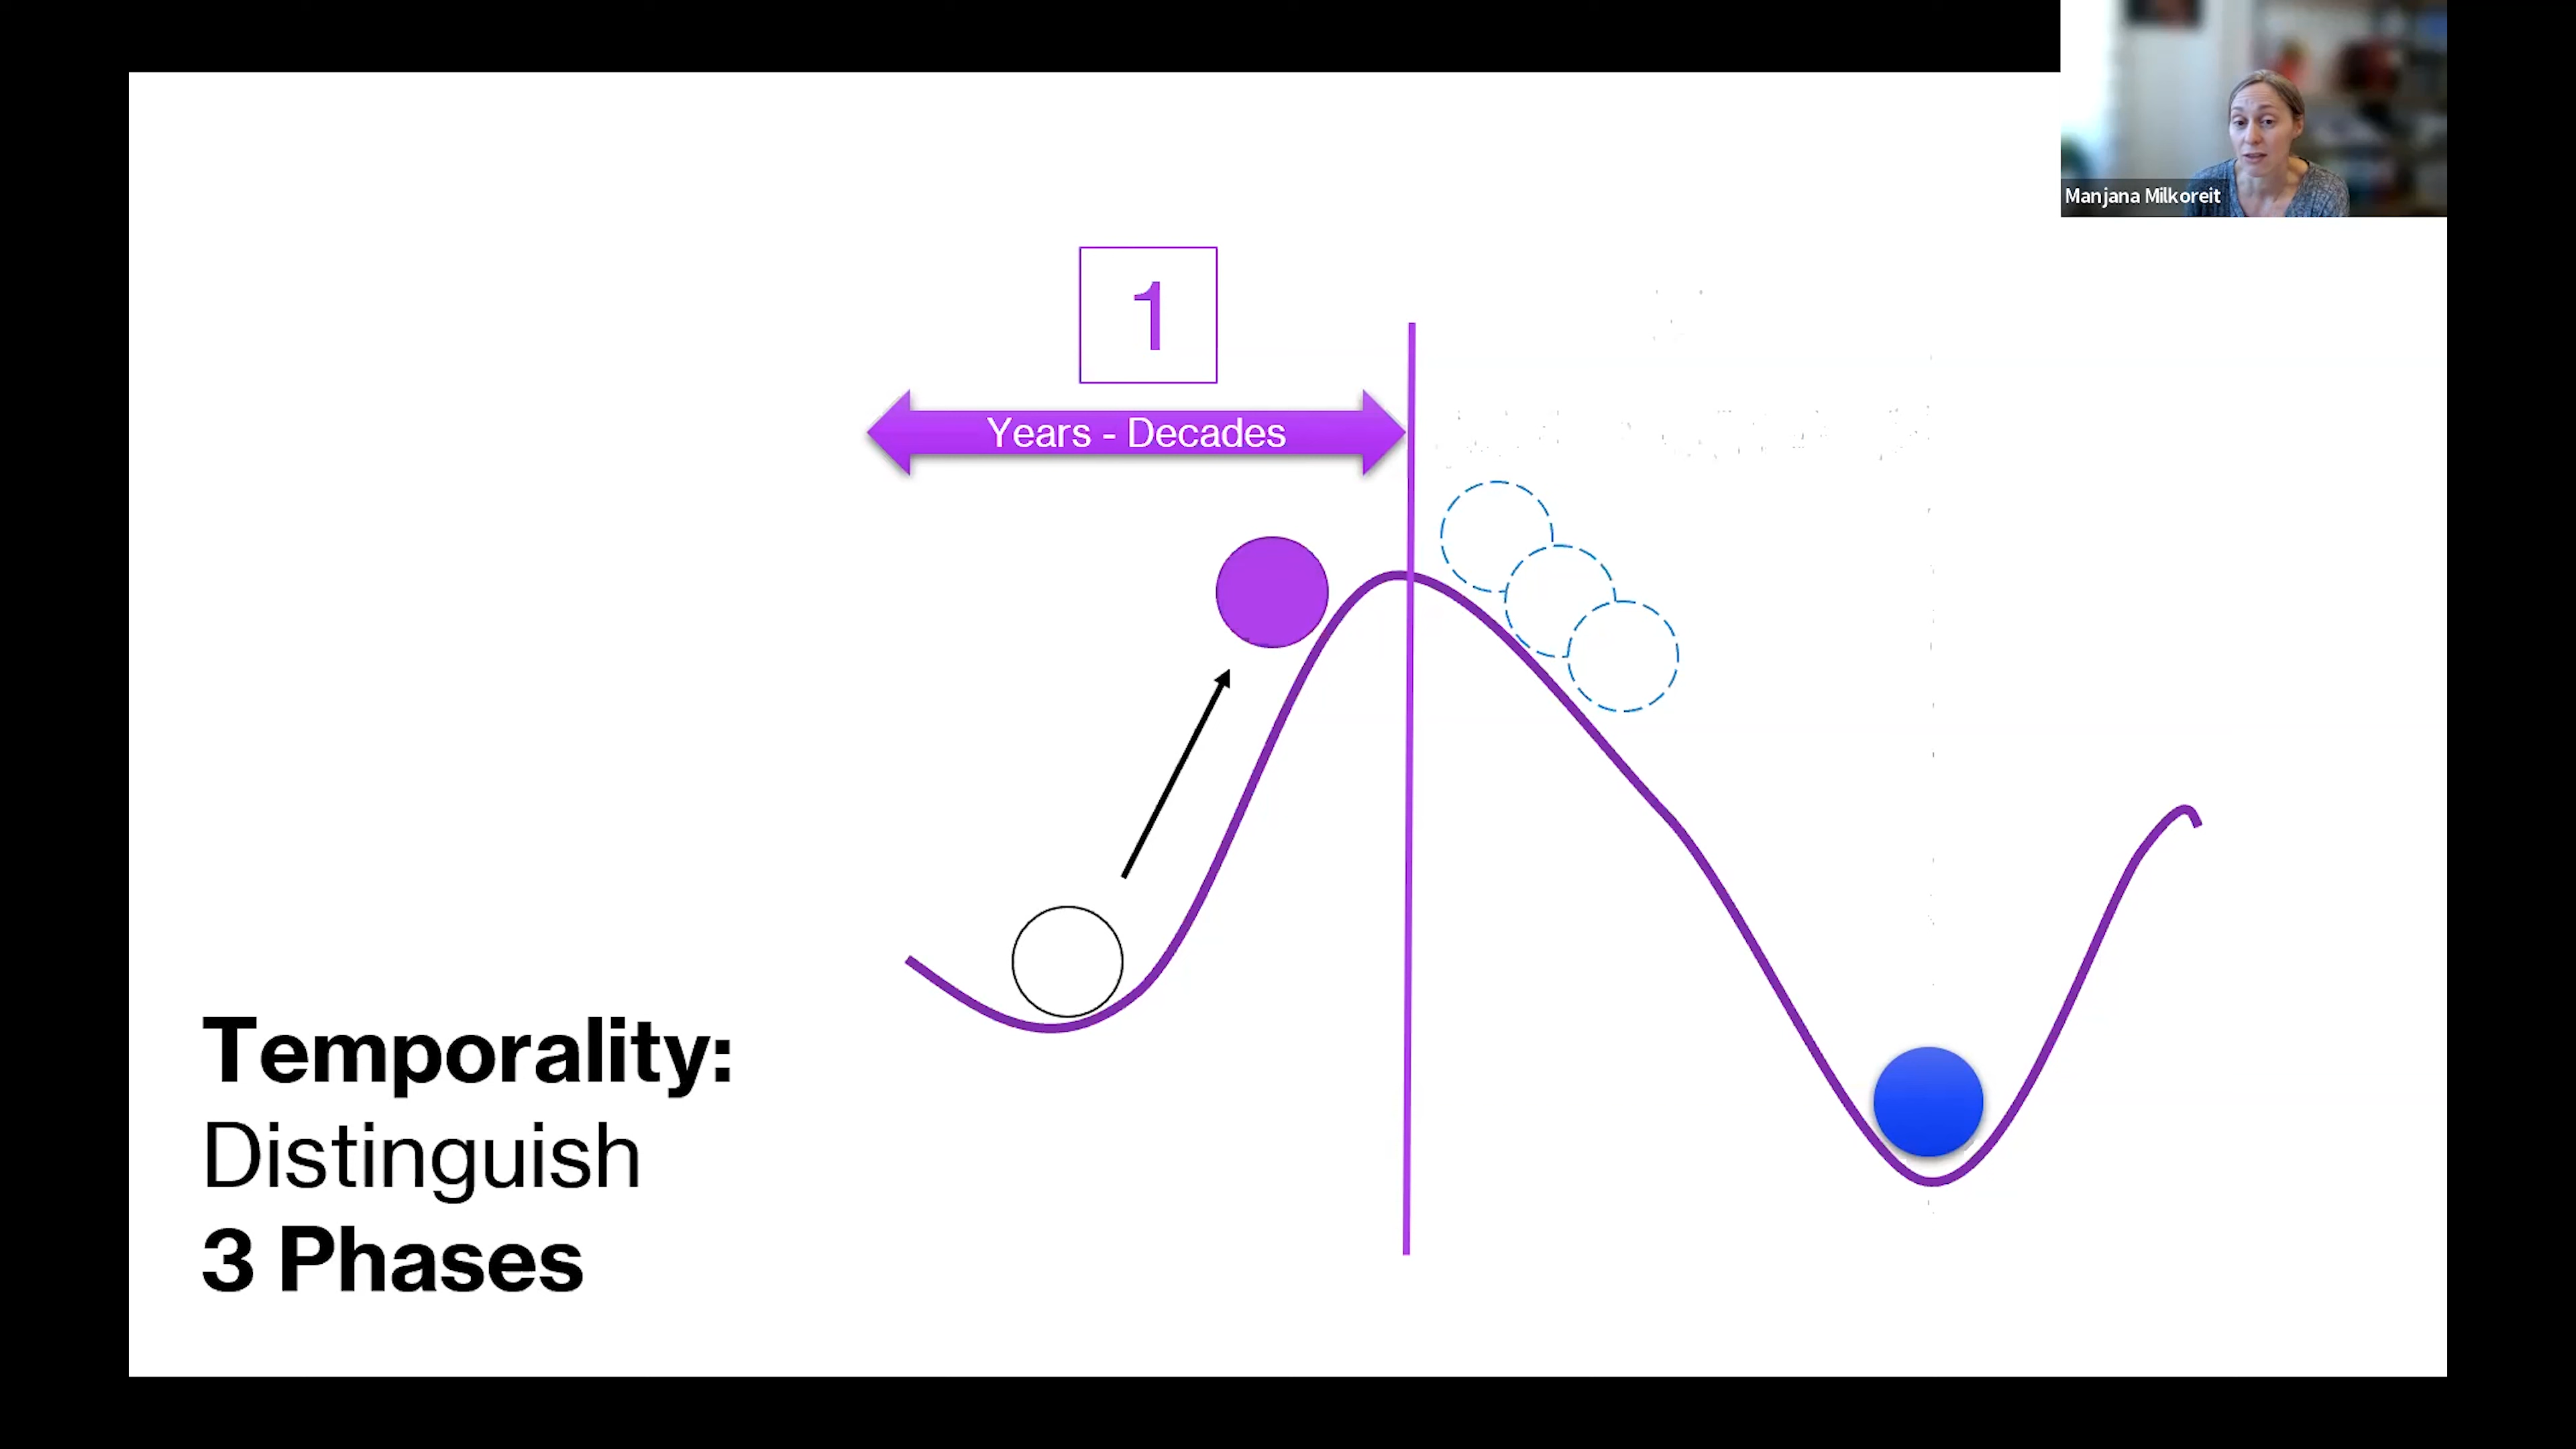 Manjana Milkoreit
1
Years - Decades
Temporality:
Distinguish
3 Phases